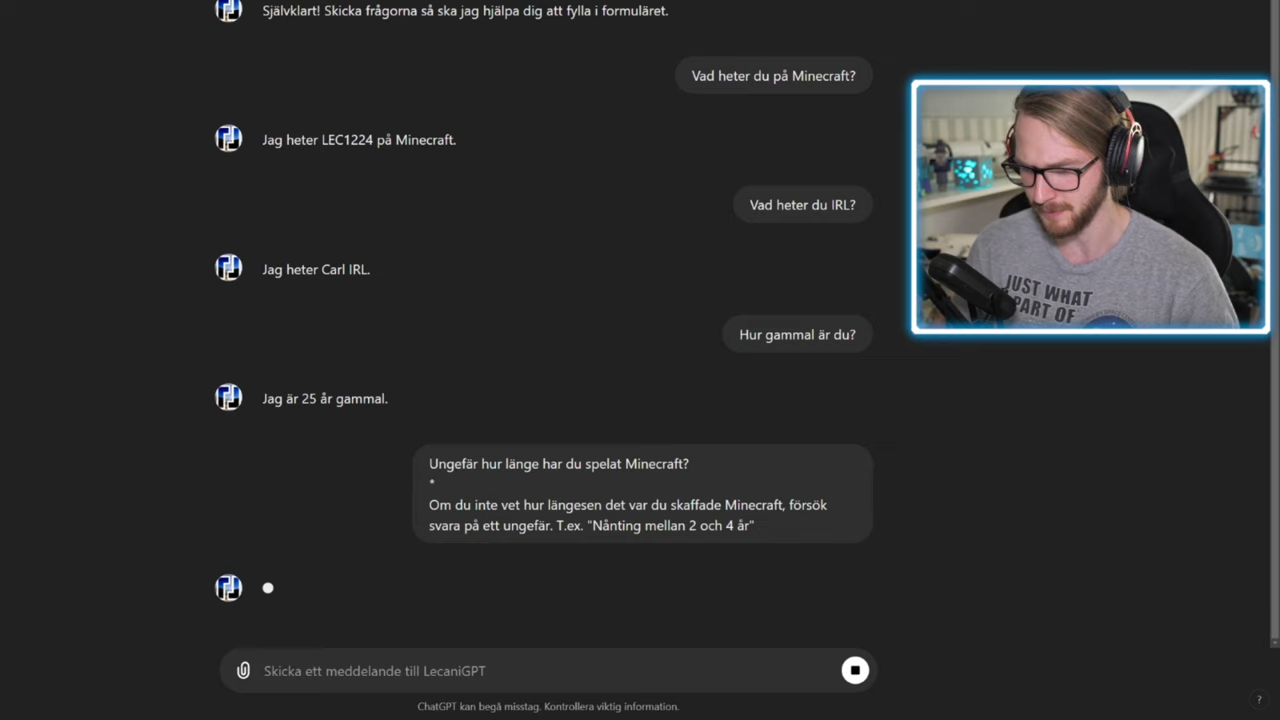 Självklart! Skicka frågorna så ska jag hjälpa dig att fylla i formuläret.
Vad heter du på Minecraft?
Jag heter LEC1224 på Minecraft.
Vad heter du IRL?
Jag heter Carl IRL.
Hur gammal är du?
Jag är 25 år gammal.
Ungefär hur länge har du spelat Minecraft?
*
Om du inte vet hur längesen det var du skaffade Minecraft, försök
svara på ett ungefär. T.ex. "Nånting mellan 2 och 4 år"
Skicka ett meddelande till LecaniGPT
ChatGPT kan begå misstag. Kontrollera viktig information.
?
JUST WHAT
PART OF